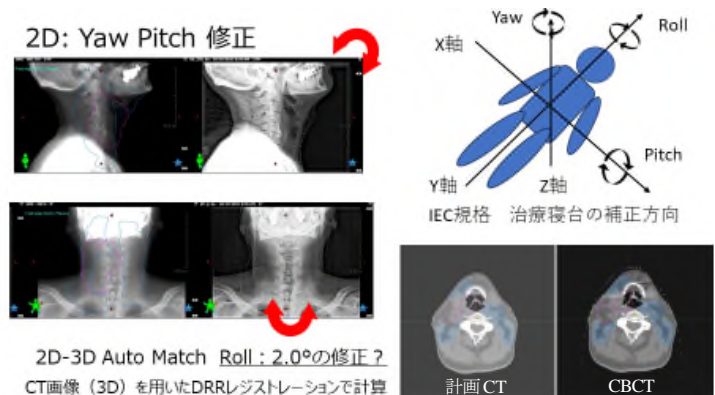 2D: Yaw Pitch 修正
2D-3D Auto Match Roll：2.0°の修正？
CT画像（3D）を用いたDRRレジストレーションで計算
Yaw
Roll
X軸
Pitch
Y軸
Z軸
IEC規格 治療寝台の補正方向
計画CT
CBCT